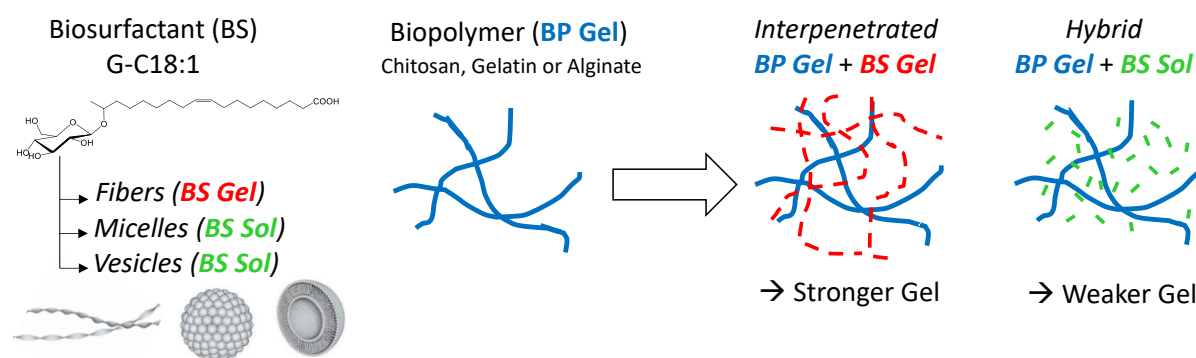 Biosurfactant (BS)
G-C18:1
COOH
O
HO
O
HO
OH
HO
OH
Fibers (BS Gel)
Micelles (BS Sol)
Vesicles (BS Sol)
Biopolymer (BP Gel)
Chitosan, Gelatin or Alginate
Interpenetrated
BP Gel + BS Gel
→ Stronger Gel
Hybrid
BP Gel + BS Sol
→ Weaker Gel